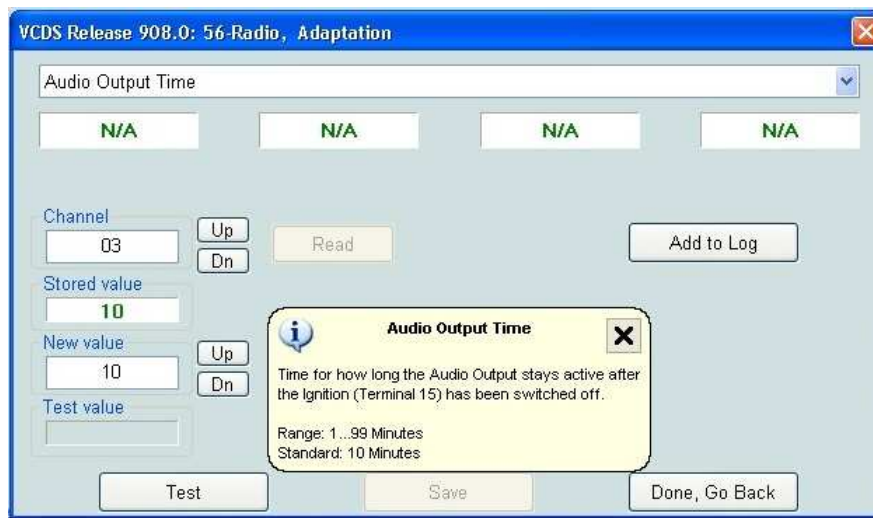 VCDS Release 908.0: 56-Radio, Adaptation
Audio Output Time
N/A N/A N/A N/A
Channel
03
Up
Dn
Read
Add to Log
Stored value
10
New value
10
Up
Dn
Test value
Audio Output Time
Time for how long the Audio Output stays active after
the Ignition (Terminal 15) has been switched off.
Range: 1...99 Minutes
Standard: 10 Minutes
Test
Save
Done, Go Back